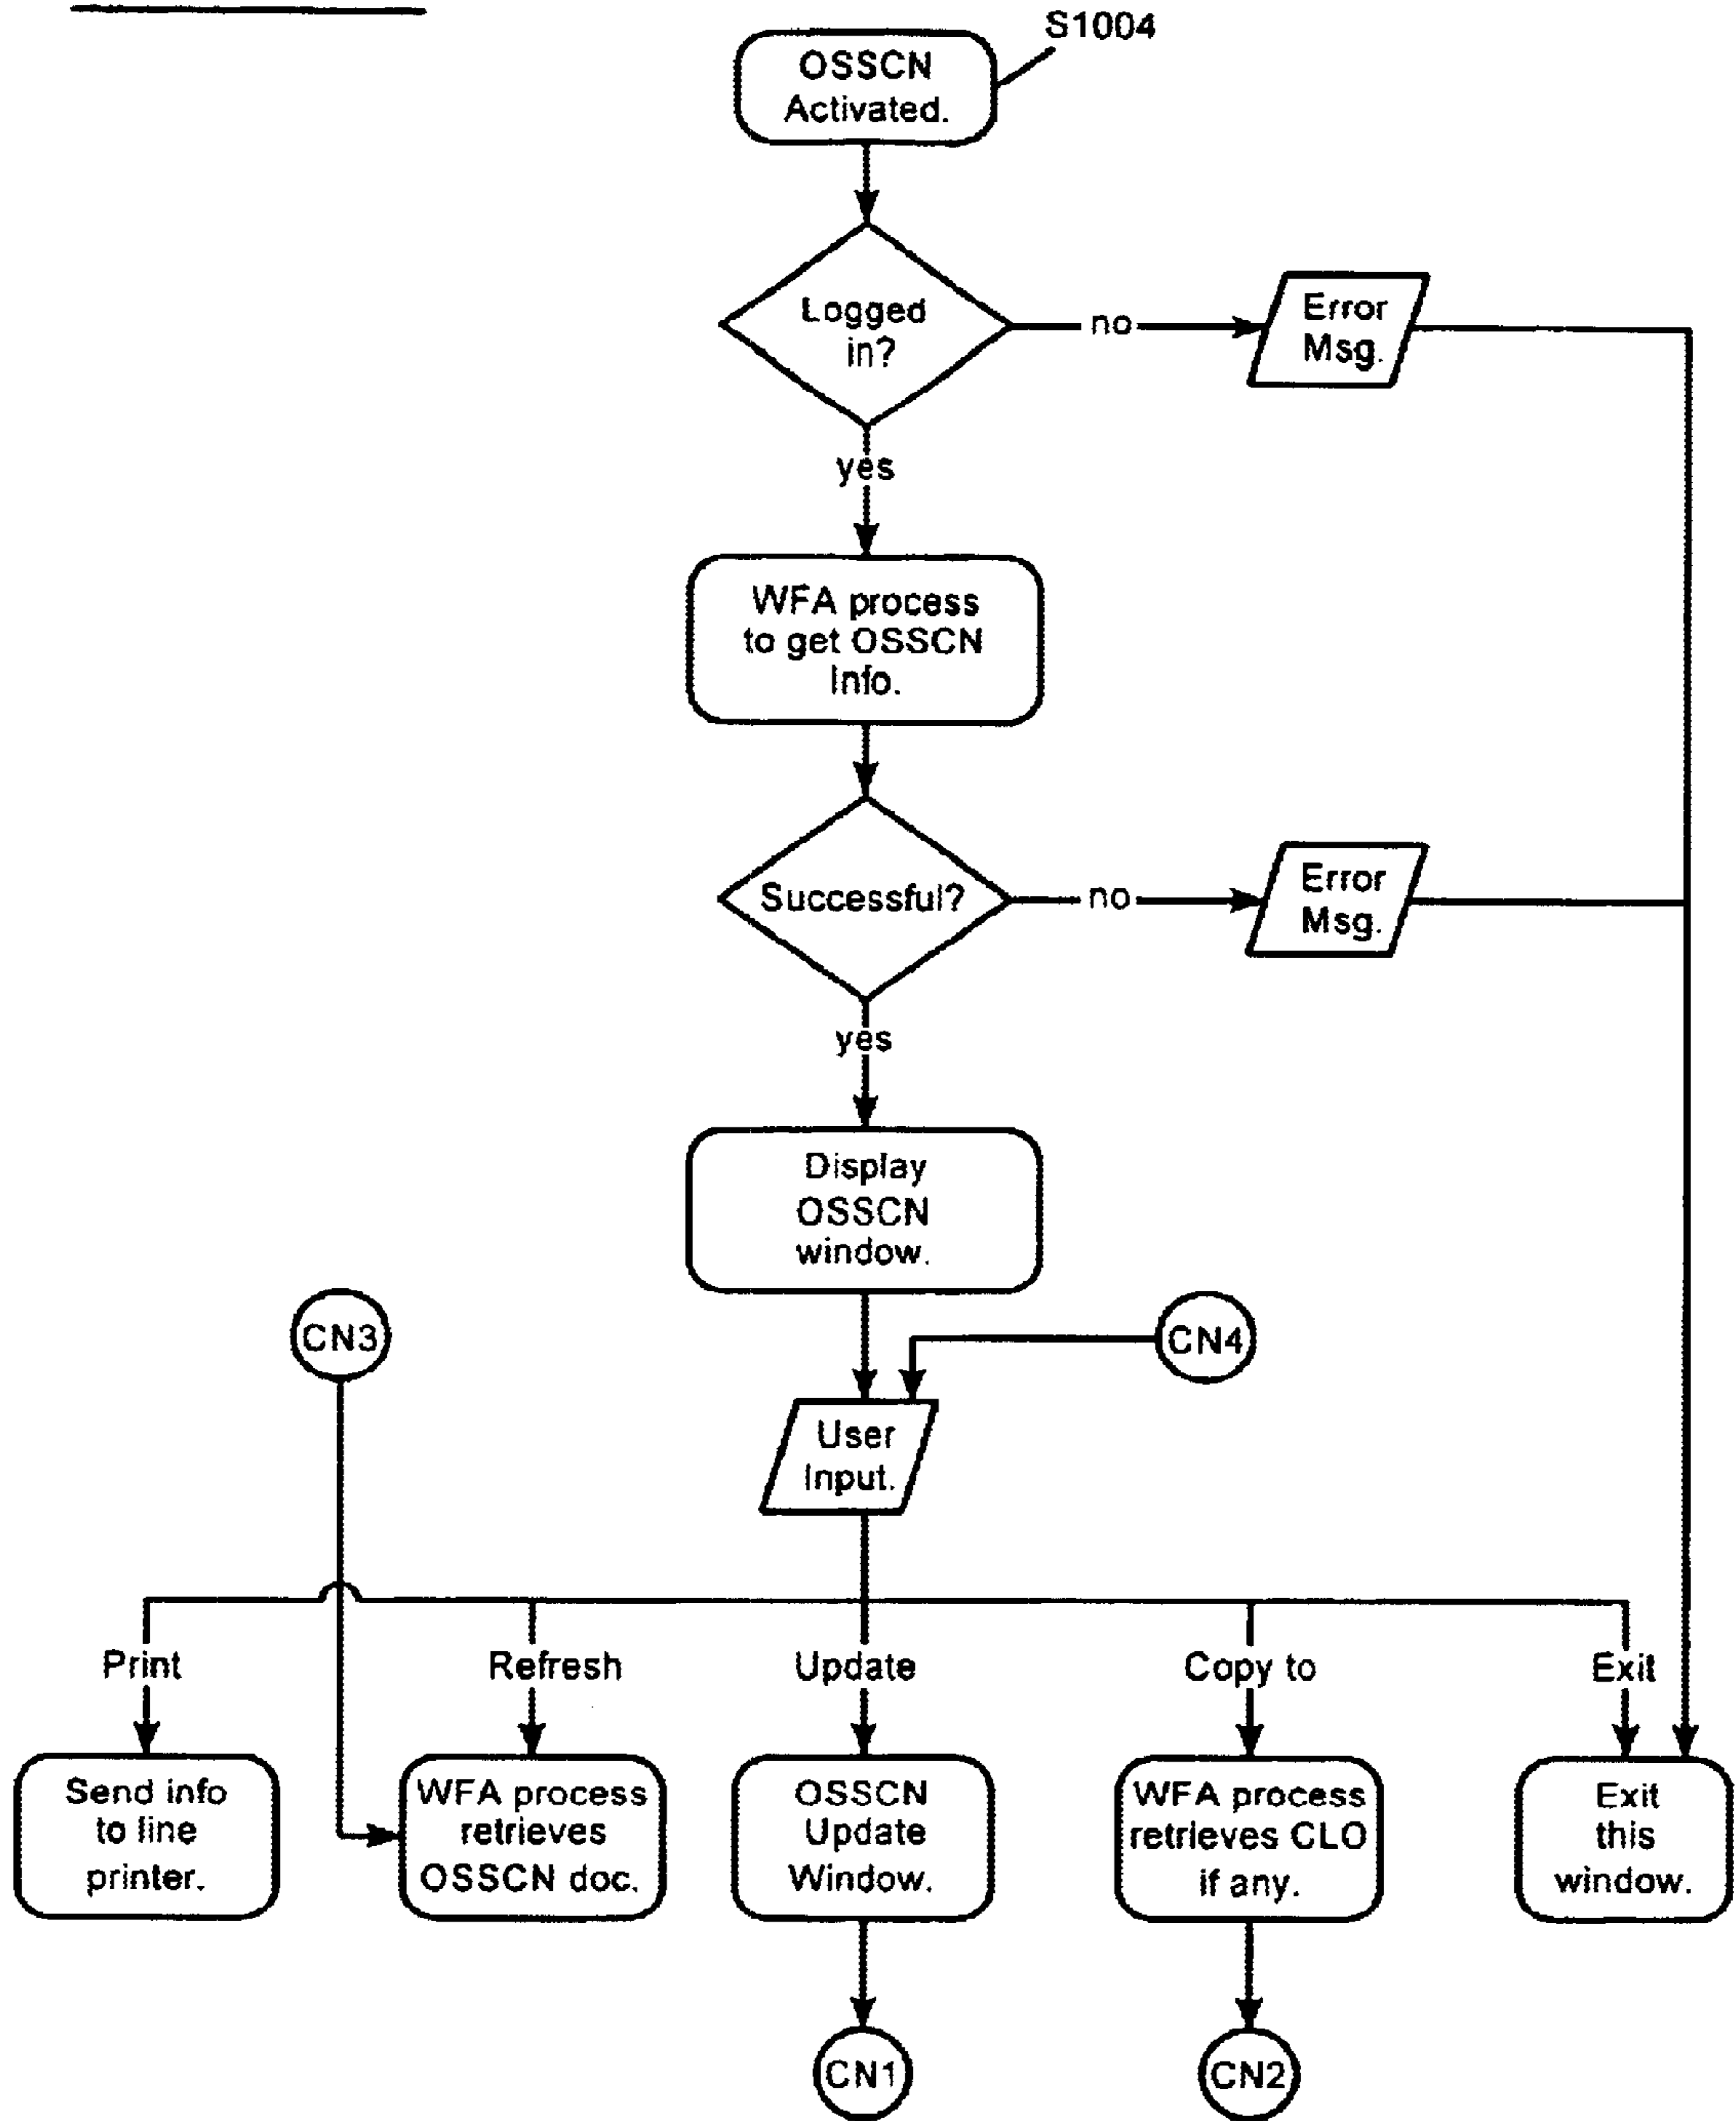 S1004
OSSCN
Activated.
Logged
in?
no
Error
Msg.
yes
WFA process
to get OSSCN
Info.
Successful?
no
Error
Msg.
yes
Display
OSSCN
window.
CN3
CN4
User
Input.
Print
Refresh
Update
Copy to
Exit
Send info
to line
printer.
WFA process
retrieves
OSSCN doc.
OSSCN
Update
Window.
WFA process
retrieves CLO
if any.
Exit
this
window.
CN1
CN2